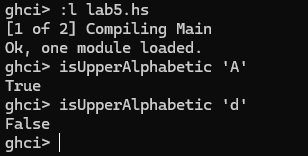 ghci> :l lab5.hs
[1 of 2] Compiling Main
Ok, one module loaded.
ghci> isUpperAlphabetic 'A'
True
ghci> isUpperAlphabetic 'd'
False
ghci>